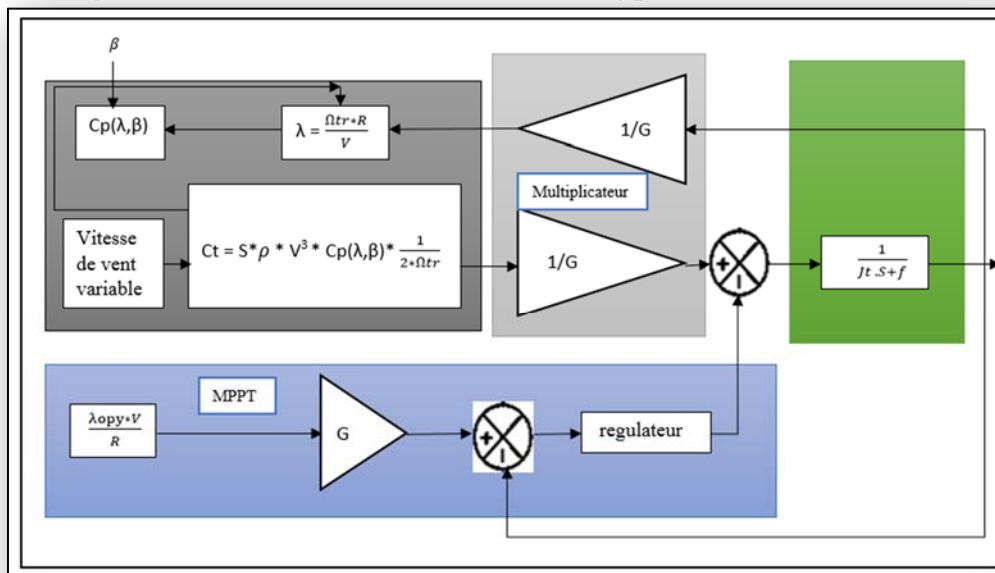 β
Cp(λ,β)
λ = Ωtr*R / V
1/G
Multiplicateur
Vitesse
de vent
variable
Ct = S*ρ * V³ * Cp(λ,β)* 1 / 2*Ωtr
1/G
+
-
1 / Jt .S+f
MPPT
λopy*V / R
G
+
-
regulateur